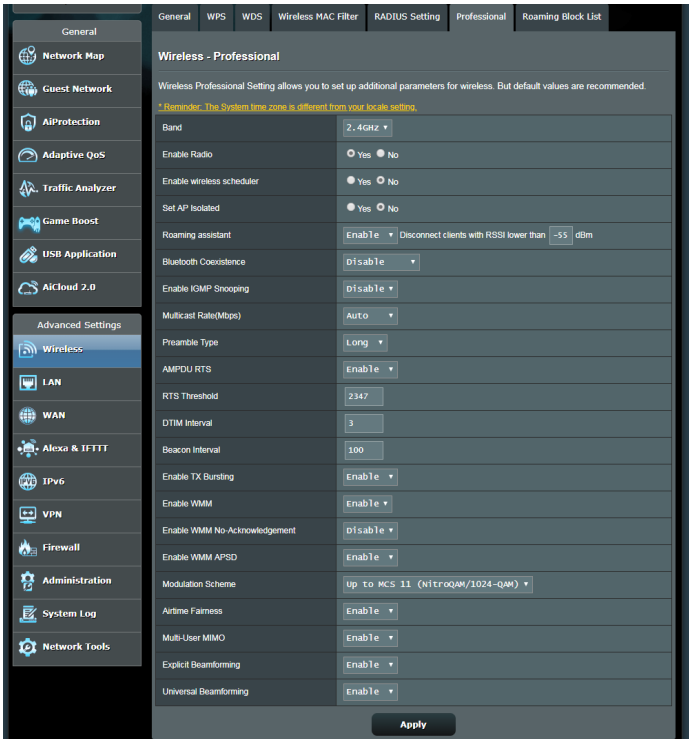 General WPS WDS Wireless MAC Filter RADIUS Setting Professional Roaming Block List
General
Network Map
Guest Network
AiProtection
Adaptive QoS
Traffic Analyzer
Game Boost
USB Application
AiCloud 2.0
Advanced Settings
Wireless
LAN
WAN
Alexa & IFTTT
IPv6
VPN
Firewall
Administration
System Log
Network Tools
Wireless - Professional
Wireless Professional Setting allows you to set up additional parameters for wireless. But default values are recommended.
* Reminder: The System time zone is different from your locale setting.
Band 2.4GHz
Enable Radio Yes No
Enable wireless scheduler Yes No
Set AP Isolated Yes No
Roaming assistant Enable Disconnect clients with RSSI lower than -55 dBm
Bluetooth Coexistence Disable
Enable IGMP Snooping Disable
Multicast Rate(Mbps) Auto
Preamble Type Long
AMPDU RTS Enable
RTS Threshold 2347
DTIM Interval 3
Beacon Interval 100
Enable TX Bursting Enable
Enable WMM Enable
Enable WMM No-Acknowledgement Disable
Enable WMM APSD Enable
Modulation Scheme Up to MCS 11 (NitroQAM/1024-QAM)
Airtime Fairness Enable
Multi-User MIMO Enable
Explicit Beamforming Enable
Universal Beamforming Enable
Apply